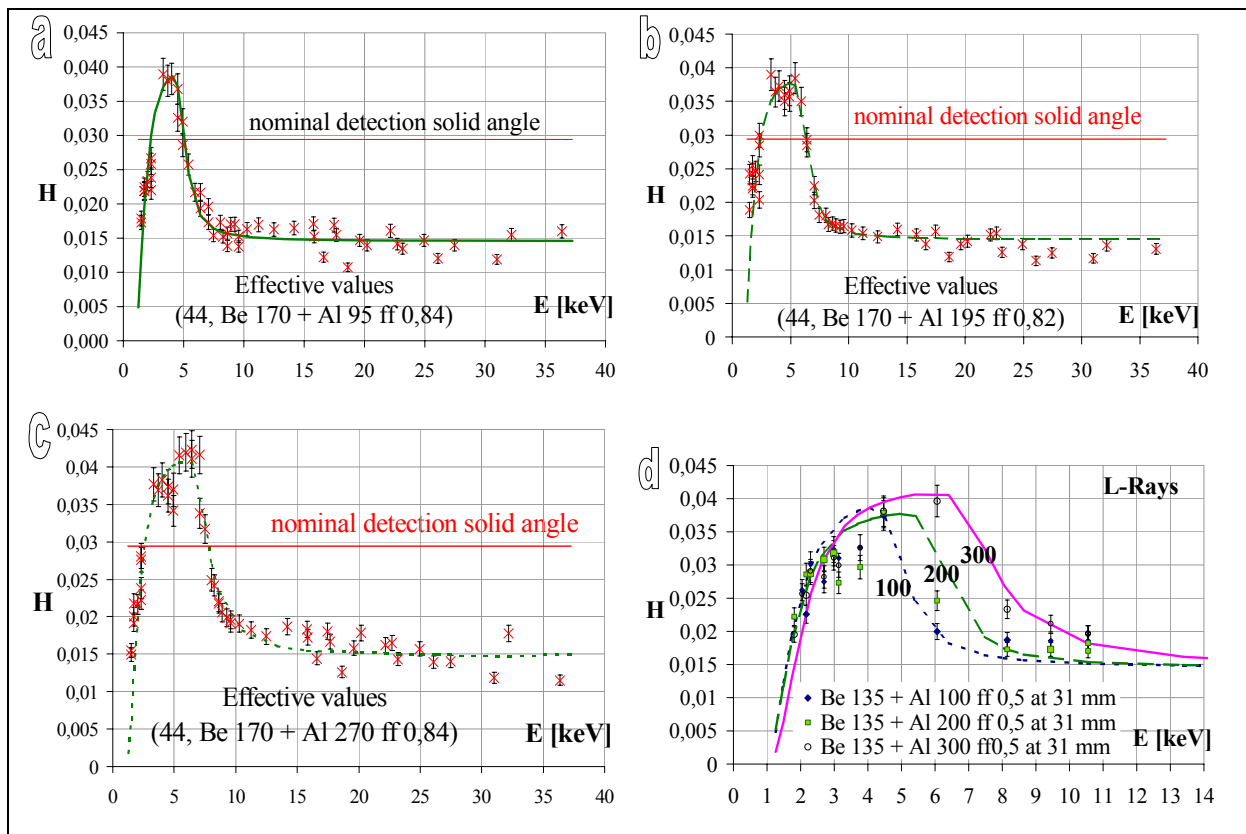 a
0,045
0,040
0,035
0,030
0,025
0,020
0,015
0,010
0,005
0,000
H
nominal detection solid angle
Effective values
(44, Be 170 + Al 95 ff 0,84)
E [keV]
0 5 10 15 20 25 30 35 40
b
0,045
0,04
0,035
0,03
0,025
0,02
0,015
0,01
0,005
0
H
nominal detection solid angle
Effective values
(44, Be 170 + Al 195 ff 0,82)
E [keV]
0 5 10 15 20 25 30 35 40
c
0,045
0,04
0,035
0,03
0,025
0,02
0,015
0,01
0,005
0
H
nominal detection solid angle
Effective values
(44, Be 170 + Al 270 ff 0,84)
E [keV]
0 5 10 15 20 25 30 35 40
d
0,045
0,04
0,035
0,03
0,025
0,02
0,015
0,01
0,005
0
H
L-Rays
300
200
100
Be 135 + Al 100 ff 0,5 at 31 mm
Be 135 + Al 200 ff 0,5 at 31 mm
Be 135 + Al 300 ff0,5 at 31 mm
E [keV]
0 1 2 3 4 5 6 7 8 9 10 11 12 13 14